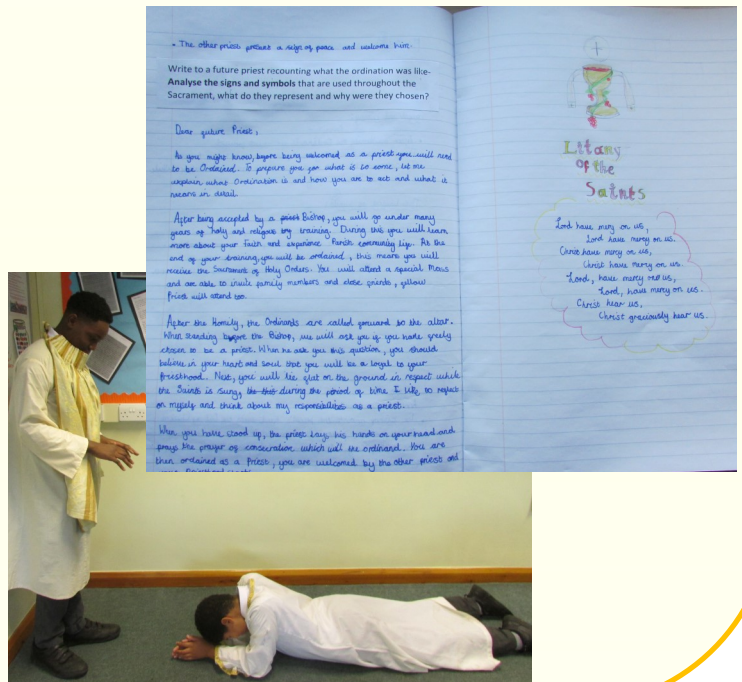 • The other priests present a sign of peace and welcome him.
Write to a future priest recounting what the ordination was like-
Analyse the signs and symbols that are used throughout the
Sacrament, what do they represent and why were they chosen?
Dear future Priest,
As you might know, before being welcomed as a priest you will need
to be Ordained. To prepare you for what is to come, let me
explain what Ordination is and how you are to act and what it
means in detail.
After being accepted by a priest Bishop, you will go under many
years of holy and religious training. During this you will learn
more about your Faith and experience Parish community life. At the
end of your training, you will be ordained, this means you will
receive the Sacrament of Holy Orders. You will attend a special Mass
and are able to invite family members and close friends, fellow
Priest will attend too.
After the Homily, the Ordinands are called forward to the altar.
When standing before the Bishop, he will ask you if you have freely
chosen to be a priest. When he ask you this question, you should
believe in your heart and soul that you will be a loyal to your
Priesthood. Next, you will lie flat on the ground in respect while
the Saints is sung, the this during the period of time I like to reflect
on myself and think about my responsibilities as a priest.
When you have stood up, the priest lays his hands on your head and
prays the prayer of consecration which will the ordinand. You are
then ordained as a Priest, you are welcomed by the other priest and
Litany
of the
Saints
Lord have mercy on us,
Lord have mercy on us.
Christ have mercy on us,
Christ have mercy on us.
Lord, have mercy on us,
Lord, have mercy on us.
Christ hear us,
Christ graciously hear us.